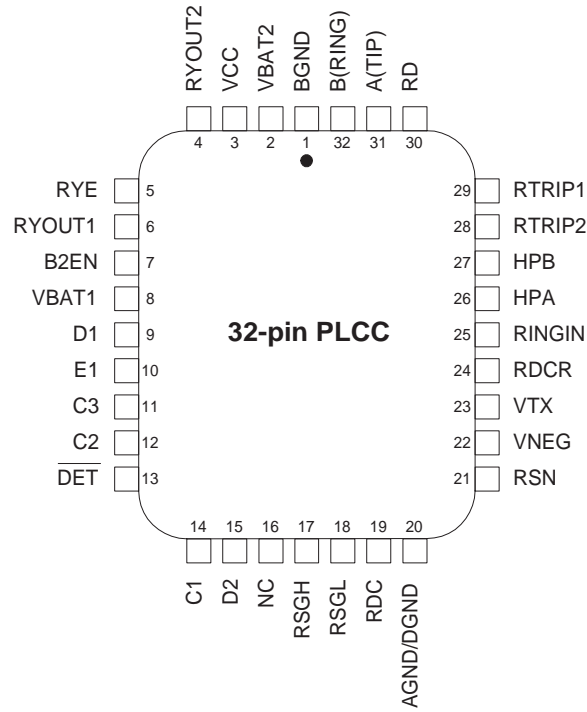 RYOUT2 VCC VBAT2 BGND B(RING) A(TIP) RD
4 3 2 1 32 31 30
RYE 5 29 RTRIP1
RYOUT1 6 28 RTRIP2
B2EN 7 27 HPB
VBAT1 8 26 HPA
32-pin PLCC
D1 9 25 RINGIN
E1 10 24 RDCR
C3 11 23 VTX
C2 12 22 VNEG
DET 13 21 RSN
14 15 16 17 18 19 20
C1 D2 NC RSGH RSGL RDC AGND/DGND